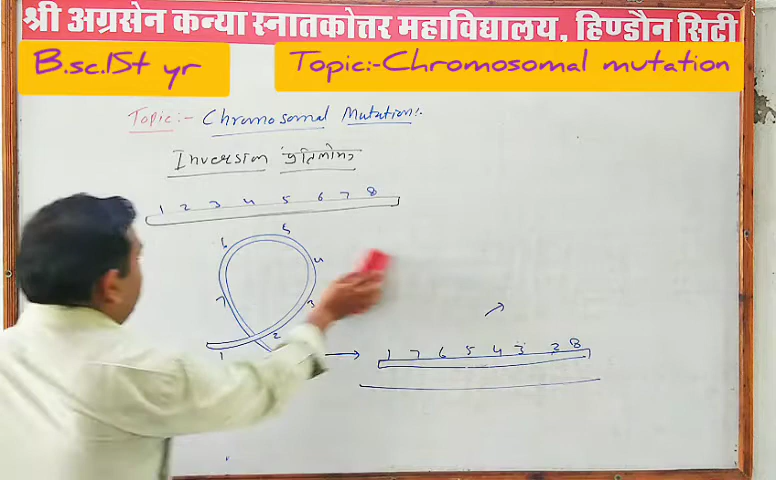 श्री अग्रसेन कन्या स्नातकोत्तर महाविद्यालय, हिण्डौन सिटी
B.sc.ISt yr
Topic:-Chromosomal mutation
Topic:- Chromosomal Mutation:-
Inversion प्रतिलोमन
1 2 3 4 5 6 7 8
6 5
4
7 3
2
1
1 7 6 5 4 3 2 8